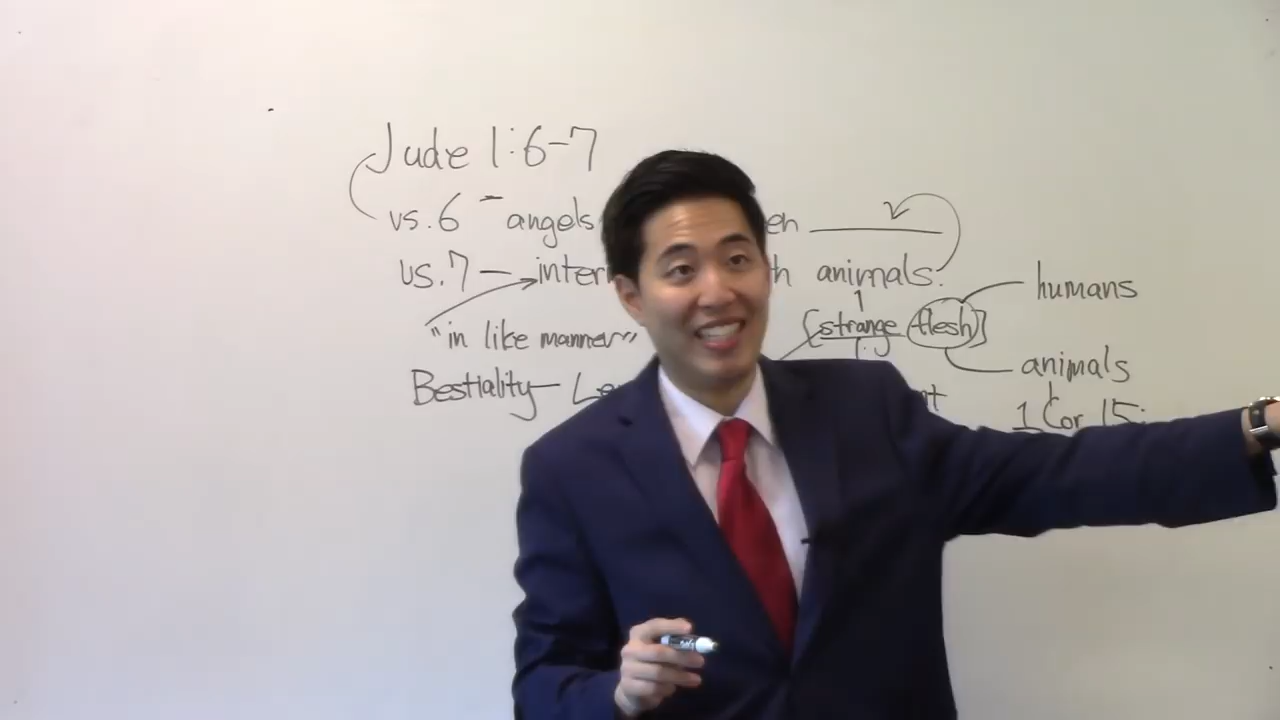 Jude 1:6-7
vs.6 - angels
vs.7 — animals.
humans
"in like manner" [strange flesh]
animals
Bestiality -
1 Cor 15: